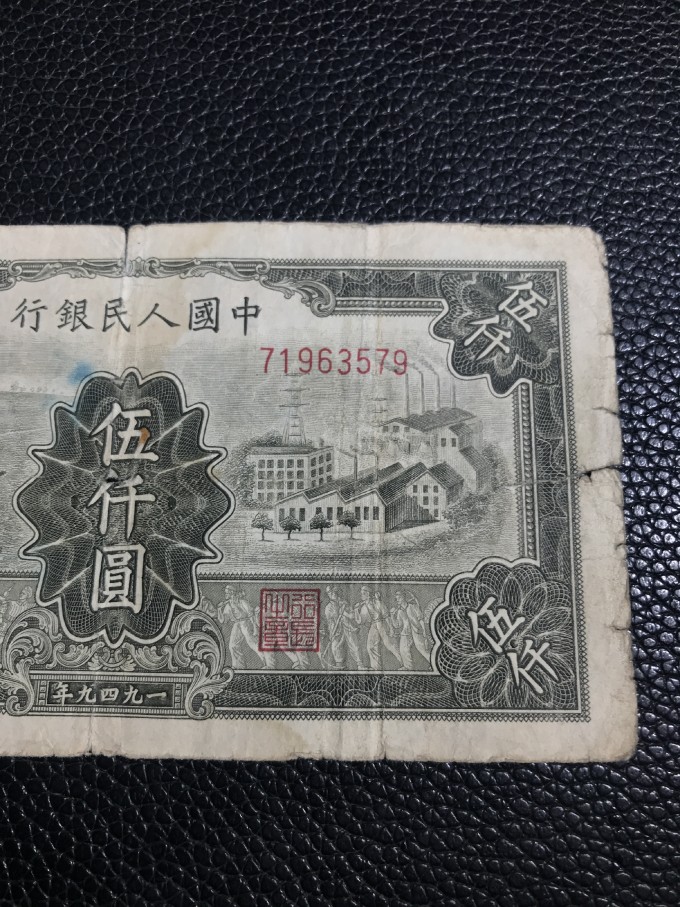 中國人民銀行
伍仟
71963579
伍仟圓
伍仟
一九四九年